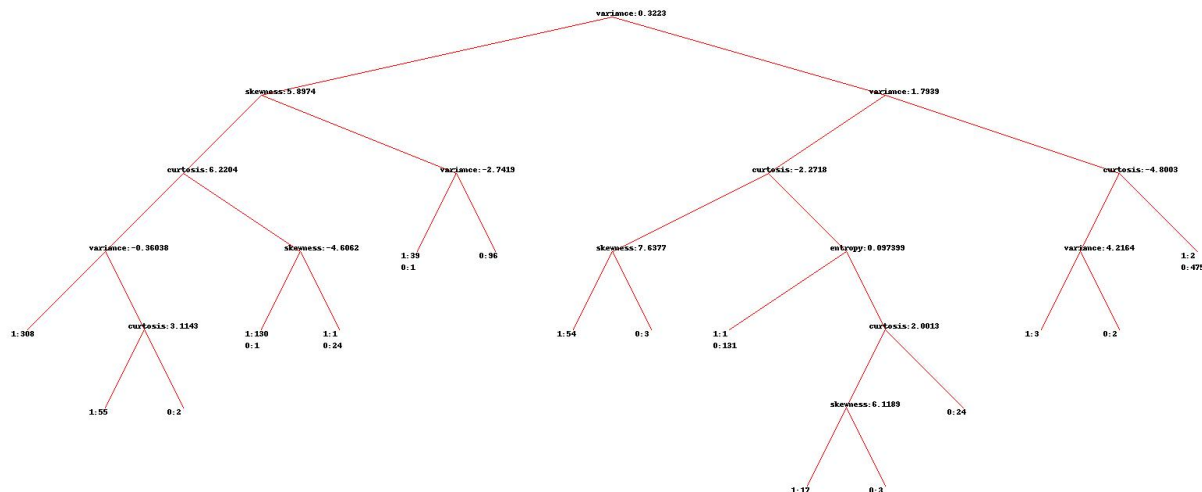 variance:0.3223
skewness:5.8974
variance:1.7939
curtosis:6.2204
variance:-2.7419
curtosis:-2.2718
curtosis:-4.8003
variance:-0.36038
skewness:-4.6062
1:39
0:1
0:96
skewness:7.6377
entropy:0.097399
variance:4.2164
1:2
0:475
1:308
curtosis:3.1143
1:130
0:1
1:1
0:24
1:54
0:3
1:1
0:131
curtosis:2.0013
1:3
0:2
1:55
0:2
skewness:6.1189
0:24
1:17
0:3